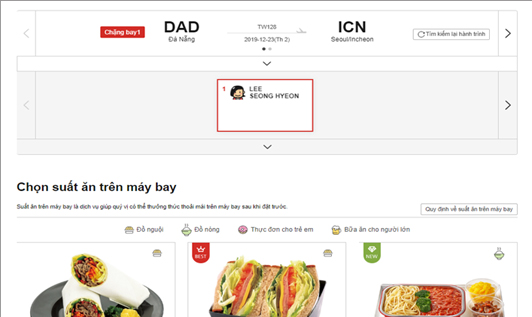 Chặng bay1
DAD
Đà Nẵng
TW128
2019-12-23(Th 2)
ICN
Seoul/Incheon
Tìm kiếm lại hành trình
1 LEE
SEONG HYEON
Chọn suất ăn trên máy bay
Suất ăn trên máy bay là dịch vụ giúp quý vị có thể thưởng thức thoải mái trên máy bay sau khi đặt trước.
Quy định về suất ăn trên máy bay
Đồ nguội
Đồ nóng
Thực đơn cho trẻ em
Bữa ăn cho người lớn
BEST
NEW